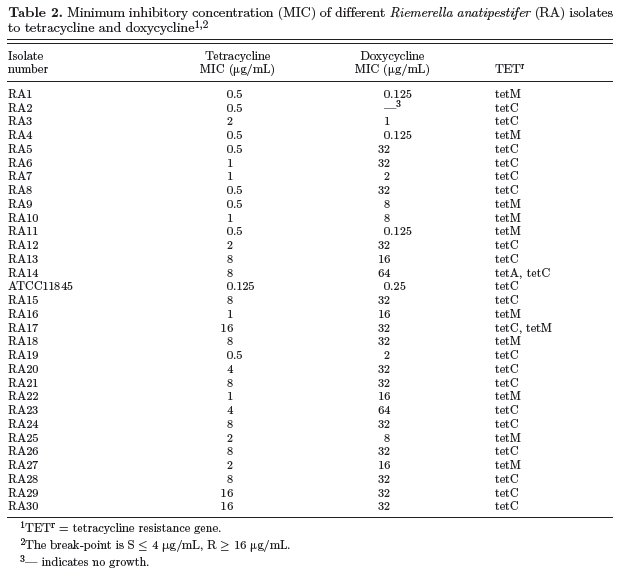 Table 2. Minimum inhibitory concentration (MIC) of different Riemerella anatipestifer (RA) isolates
to tetracycline and doxycycline1,2
Isolate number Tetracycline MIC (μg/mL) Doxycycline MIC (μg/mL) TETr
RA1 0.5 0.125 tetM
RA2 0.5 —3 tetC
RA3 2 1 tetC
RA4 0.5 0.125 tetM
RA5 0.5 32 tetC
RA6 1 32 tetC
RA7 1 2 tetC
RA8 0.5 32 tetC
RA9 0.5 8 tetM
RA10 1 8 tetM
RA11 0.5 0.125 tetM
RA12 2 32 tetC
RA13 8 16 tetC
RA14 8 64 tetA, tetC
ATCC11845 0.125 0.25 tetC
RA15 8 32 tetC
RA16 1 16 tetM
RA17 16 32 tetC, tetM
RA18 8 32 tetM
RA19 0.5 2 tetC
RA20 4 32 tetC
RA21 8 32 tetC
RA22 1 16 tetM
RA23 4 64 tetC
RA24 8 32 tetC
RA25 2 8 tetM
RA26 8 32 tetC
RA27 2 16 tetM
RA28 8 32 tetC
RA29 16 32 tetC
RA30 16 32 tetC
1TETr = tetracycline resistance gene.
2The break-point is S ≤ 4 μg/mL, R ≥ 16 μg/mL.
3— indicates no growth.